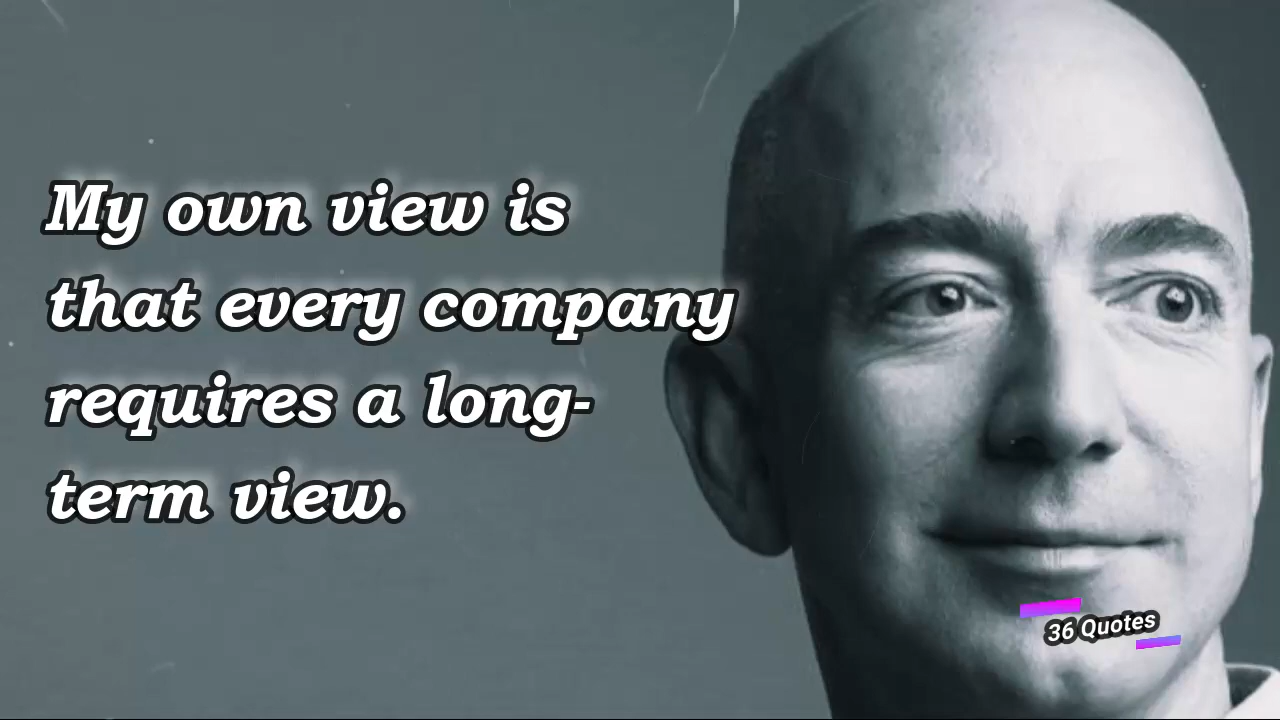 My own view is
that every company
requires a long-
term view.
36 Quotes